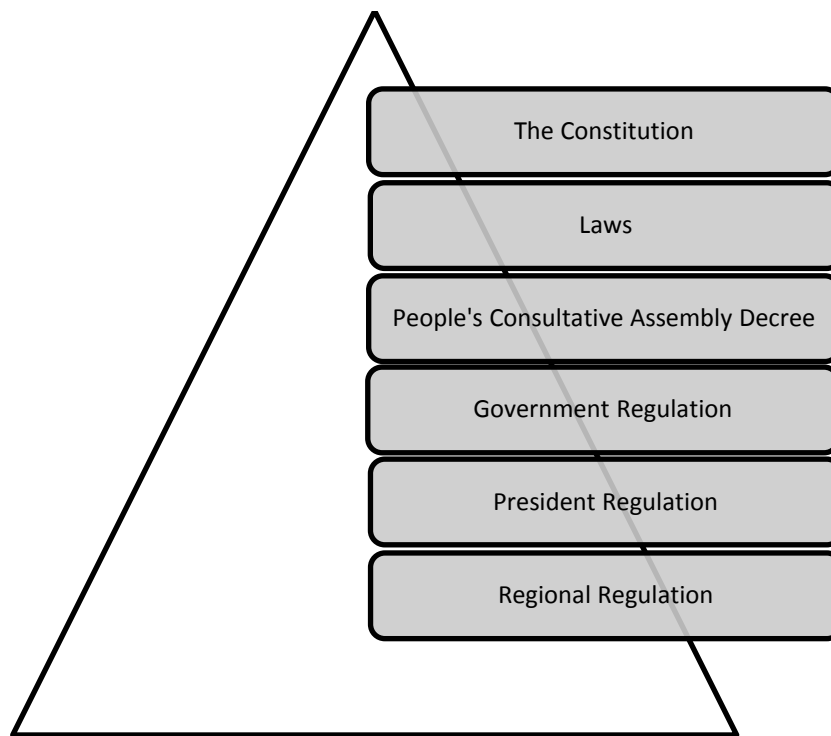 The Constitution
Laws
People's Consultative Assembly Decree
Government Regulation
President Regulation
Regional Regulation